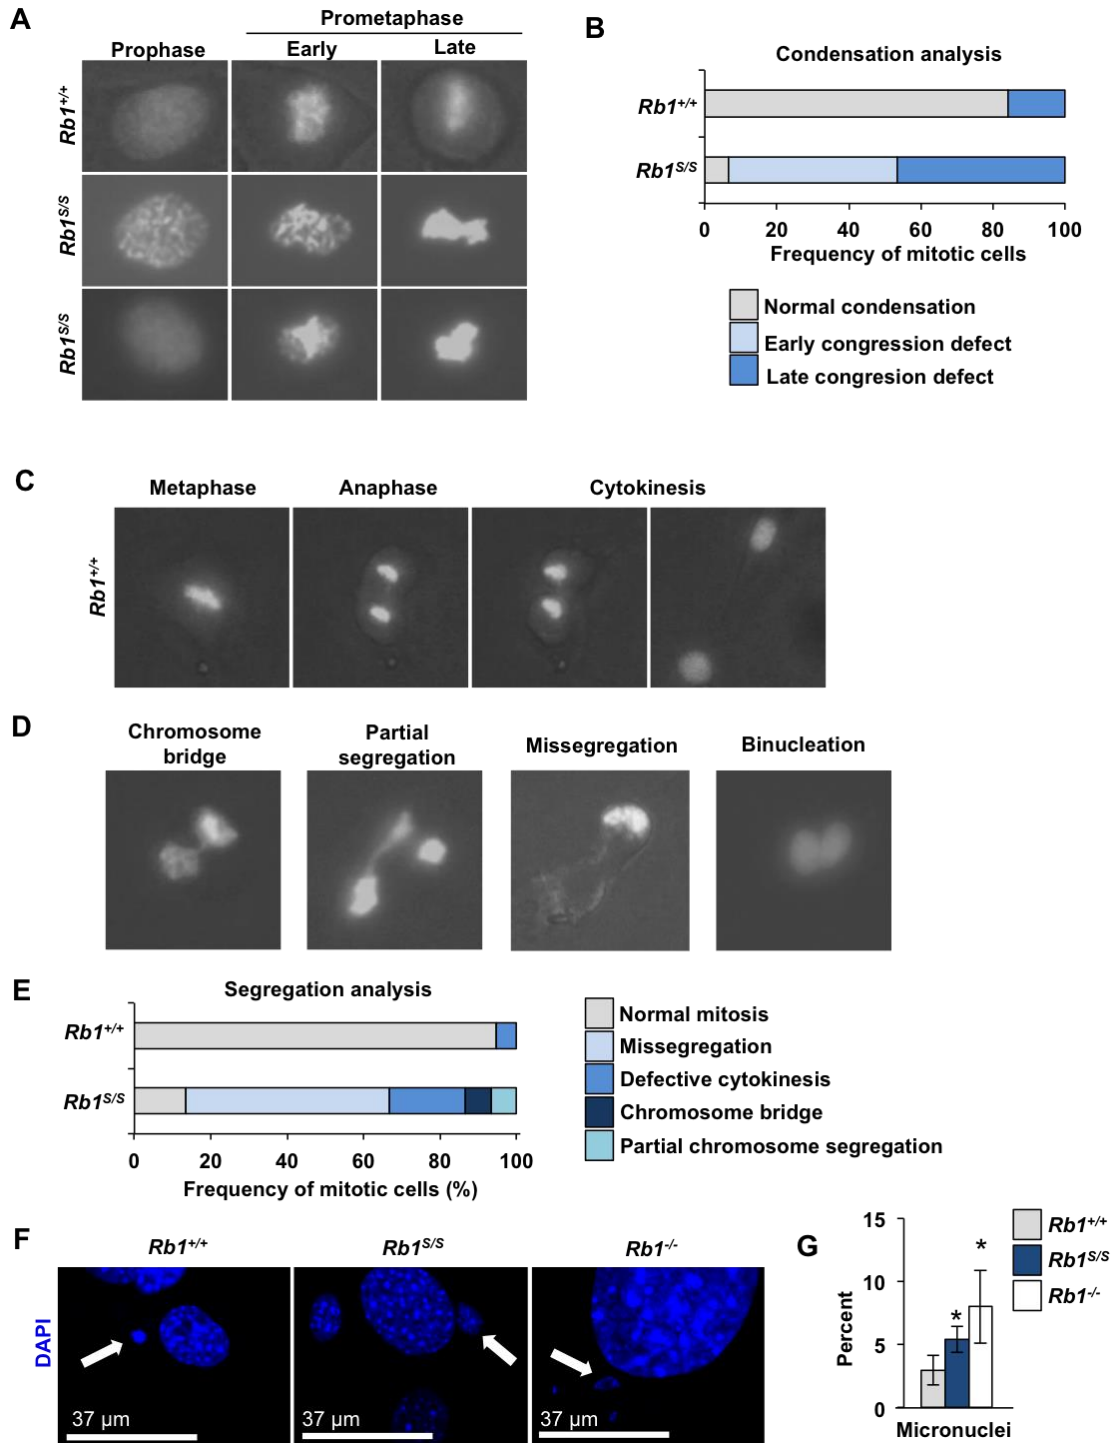 A
Prometaphase
Prophase Early Late
Rb1+/+
Rb1S/S
Rb1S/S
B
Condensation analysis
Rb1+/+
Rb1S/S
0 20 40 60 80 100
Frequency of mitotic cells
Normal condensation
Early congression defect
Late congresion defect
C
Metaphase Anaphase Cytokinesis
Rb1+/+
D
Chromosome
bridge
Partial
segregation
Missegregation
Binucleation
E
Segregation analysis
Rb1+/+
Rb1S/S
0 20 40 60 80 100
Frequency of mitotic cells (%)
Normal mitosis
Missegregation
Defective cytokinesis
Chromosome bridge
Partial chromosome segregation
F
Rb1+/+ Rb1S/S Rb1-/-
DAPI
37 µm 37 µm 37 µm
G
15
10
5
0
Percent
* *
Micronuclei
Rb1+/+
Rb1S/S
Rb1-/-